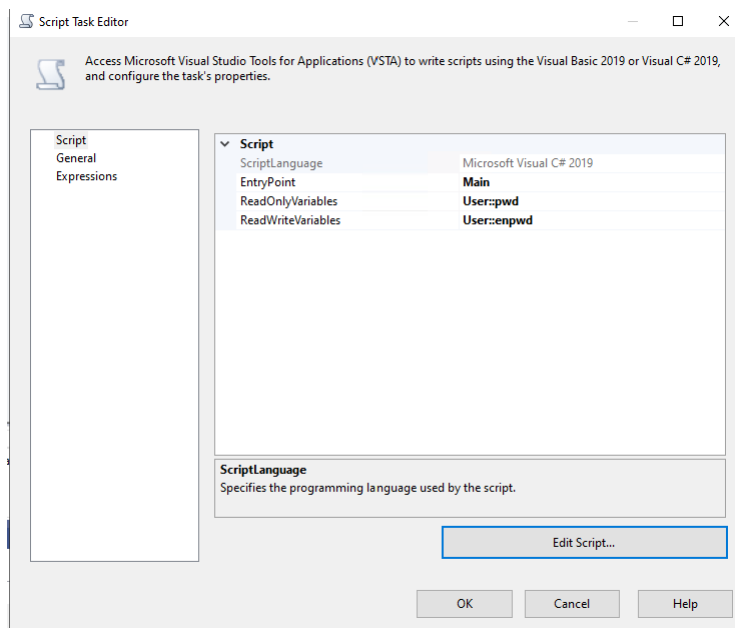 Script Task Editor
Access Microsoft Visual Studio Tools for Applications (VSTA) to write scripts using the Visual Basic 2019 or Visual C# 2019,
and configure the task's properties.
Script
General
Expressions
Script
ScriptLanguage Microsoft Visual C# 2019
EntryPoint Main
ReadOnlyVariables User::pwd
ReadWriteVariables User::enpwd
ScriptLanguage
Specifies the programming language used by the script.
Edit Script...
OK Cancel Help